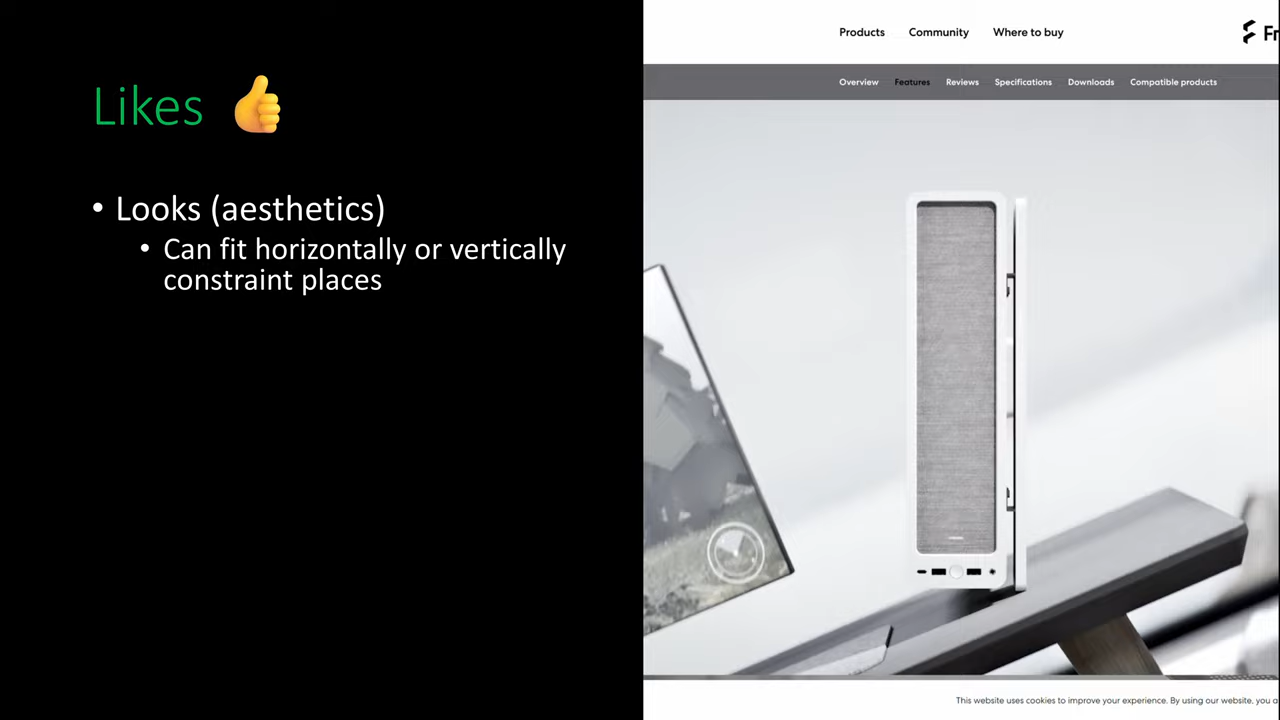 Likes 👍
• Looks (aesthetics)
• Can fit horizontally or vertically
constraint places
Products Community Where to buy
Overview Features Reviews Specifications Downloads Compatible products
This website uses cookies to improve your experience. By using our website, you